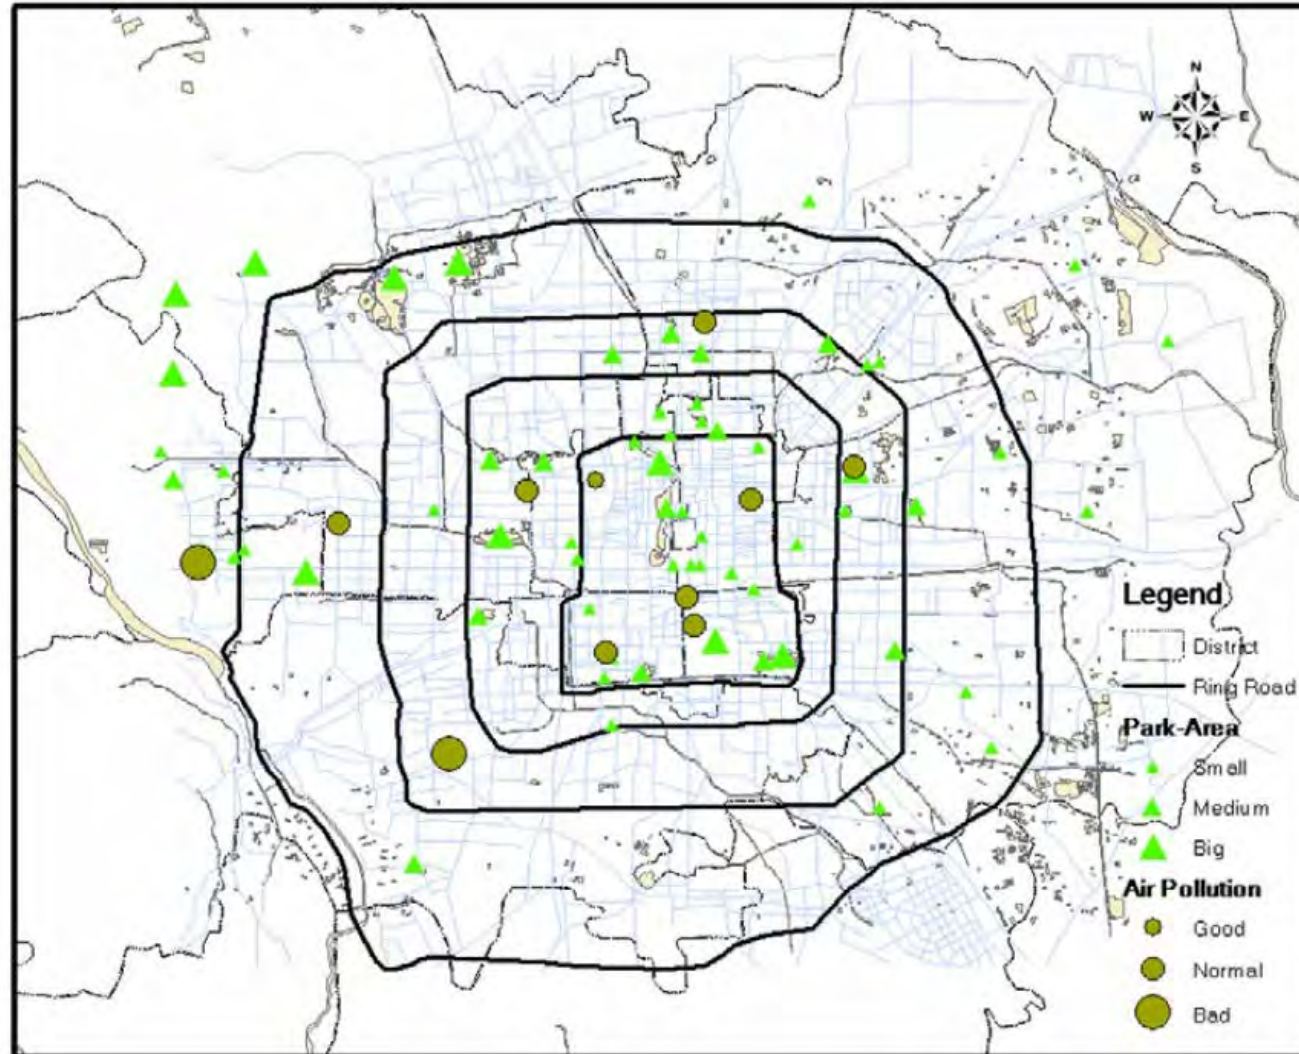 N
W E
S
Legend
District
Ring Road
Park-Area
Small
Medium
Big
Air Pollution
Good
Normal
Bad